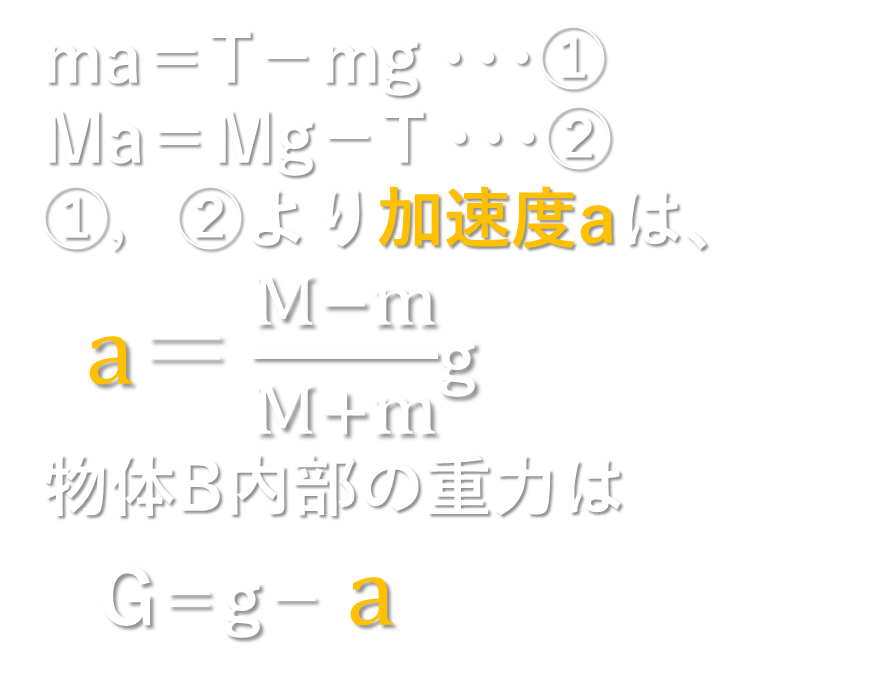 ma＝T－mg ･･･①
Ma＝Mg－T ･･･②
①，②より加速度aは、
a＝M−m/M+m g
物体B内部の重力は
G＝g－ a